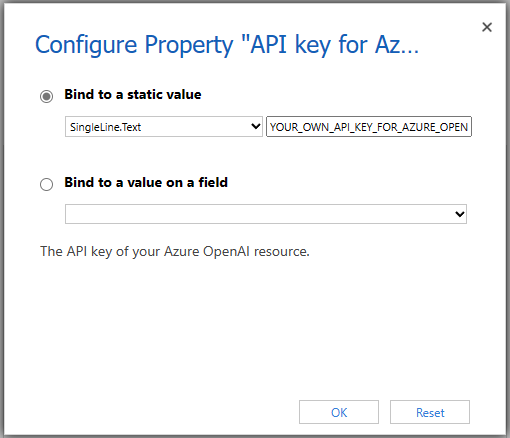 Configure Property "API key for Az...
Bind to a static value
SingleLine.Text YOUR_OWN_API_KEY_FOR_AZURE_OPEN
Bind to a value on a field
The API key of your Azure OpenAI resource.
OK Reset